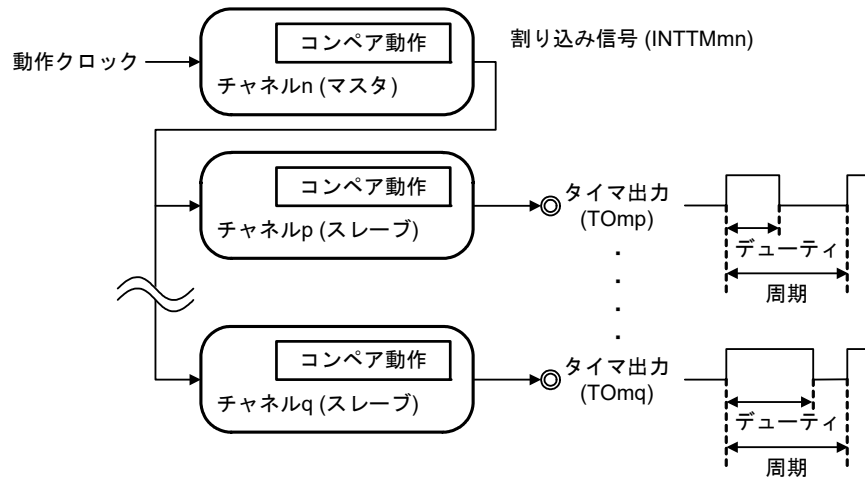 コンペア動作
割り込み信号 (INTTMmn)
動作クロック
チャネルn (マスタ)
コンペア動作
チャネルp (スレーブ)
タイマ出力
(TOmp)
デューティ
周期
コンペア動作
チャネルq (スレーブ)
タイマ出力
(TOmq)
デューティ
周期